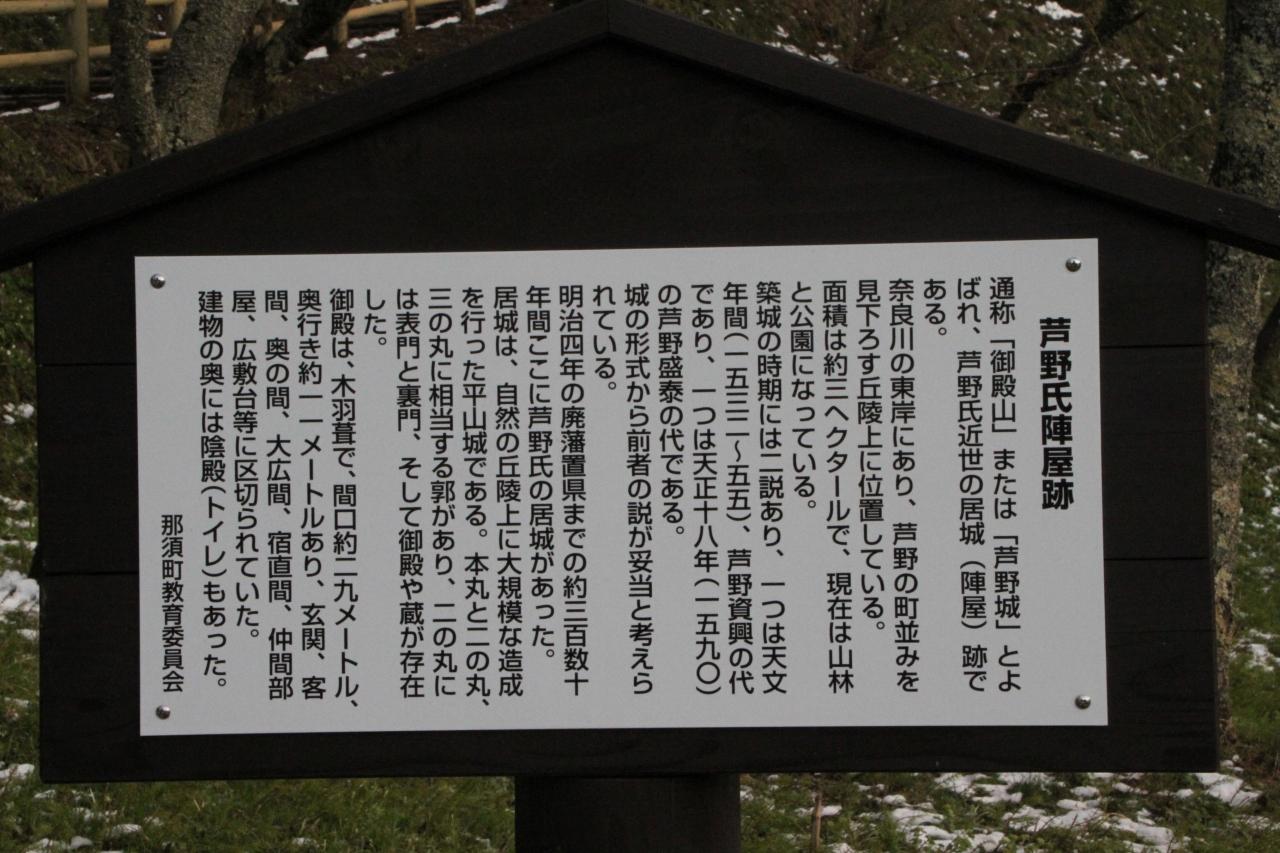 芦野氏陣屋跡
通称「御殿山」または「芦野城」とよ
ばれ、芦野氏近世の居城（陣屋）跡で
ある。
奈良川の東岸にあり、芦野の町並みを
見下ろす丘陵上に位置している。
面積は約三ヘクタールで、現在は山林
と公園になっている。
築城の時期には二説あり、一つは天文
年間（一五三二～五五）、芦野資興の代
であり、一つは天正十八年（一五九〇）
の芦野盛泰の代である。
城の形式から前者の説が妥当と考えら
れている。
明治四年の廃藩置県までの約三百数十
年間ここに芦野氏の居城があった。
居城は、自然の丘陵上に大規模な造成
を行った平山城である。本丸と二の丸、
三の丸に相当する郭があり、二の丸に
は表門と裏門、そして御殿や蔵が存在
した。
御殿は、木羽葺で、間口約二九メートル、
奥行き約一一メートルあり、玄関、客
間、奥の間、大広間、宿直間、仲間部
屋、広敷台等に区切られていた。
建物の奥には陰殿（トイレ）もあった。
那須町教育委員会